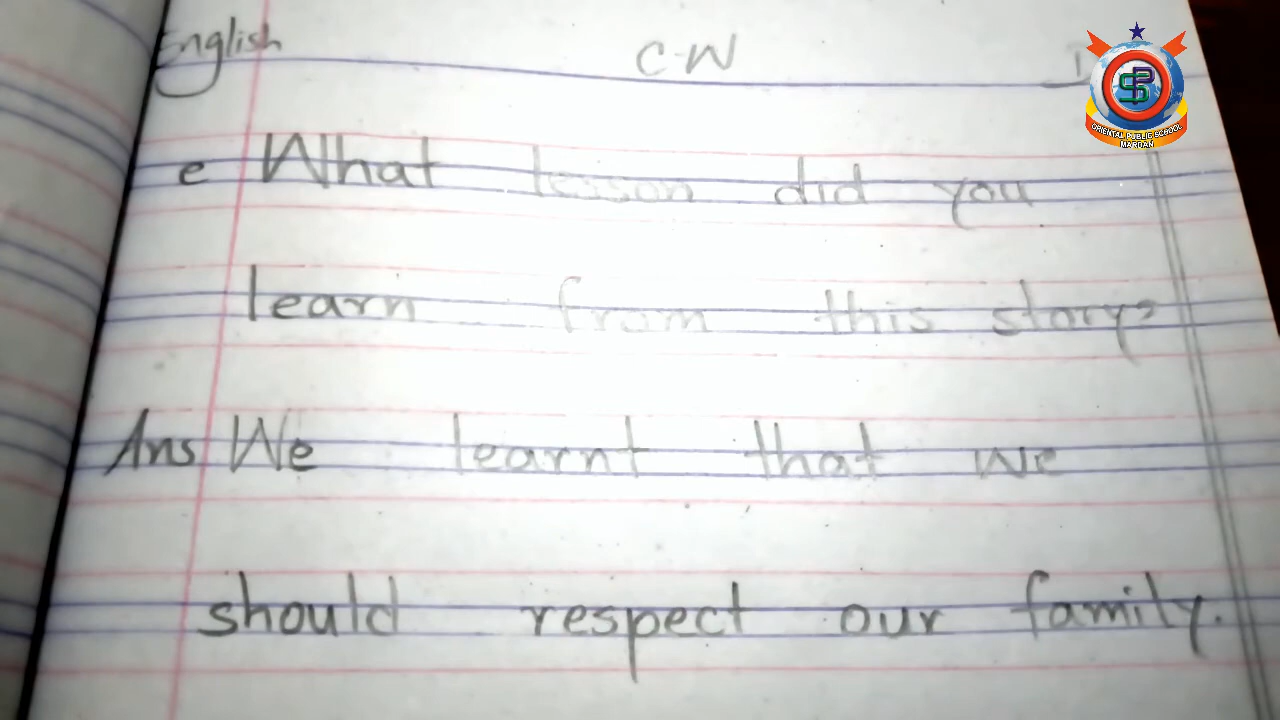 English C-W
e What lesson did you
learn from this story?
Ans We learnt that we
should respect our family.
ORIENTAL PUBLIC SCHOOL
MARDAN